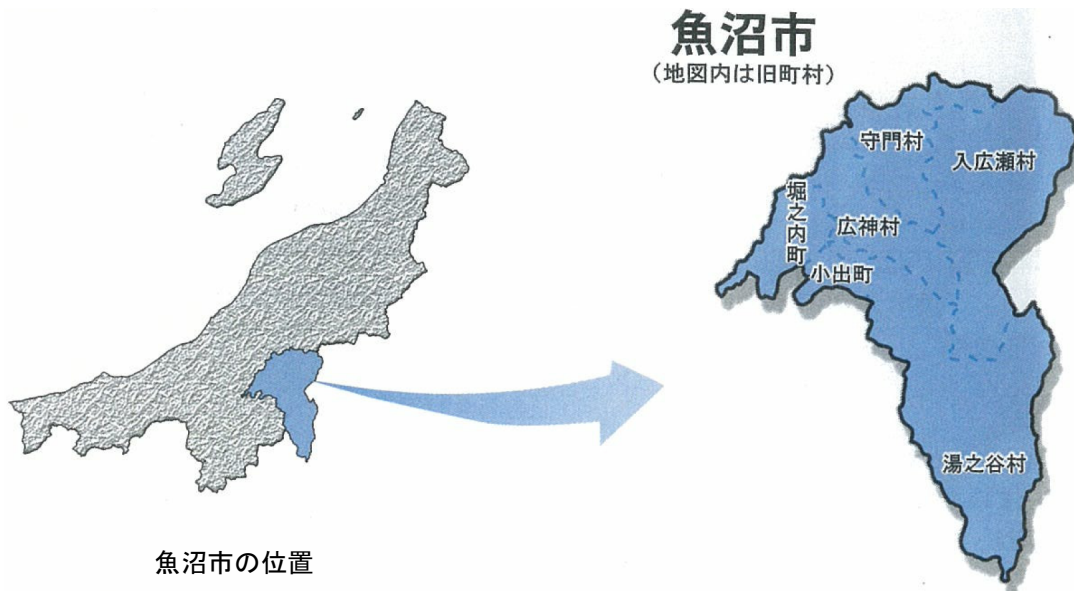 魚沼市
(地図内は旧町村)
守門村
入広瀬村
堀之内町
広神村
小出町
湯之谷村
魚沼市の位置